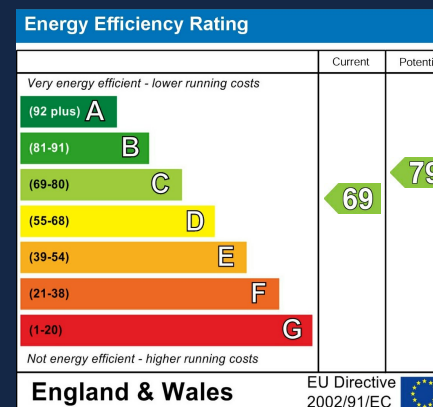 Energy Efficiency Rating
Current
Potenti
Very energy efficient - lower running costs
(92 plus) A
(81-91) B
(69-80) C
(55-68) D
(39-54) E
(21-38) F
(1-20) G
69
79
Not energy efficient - higher running costs
England & Wales
EU Directive
2002/91/EC